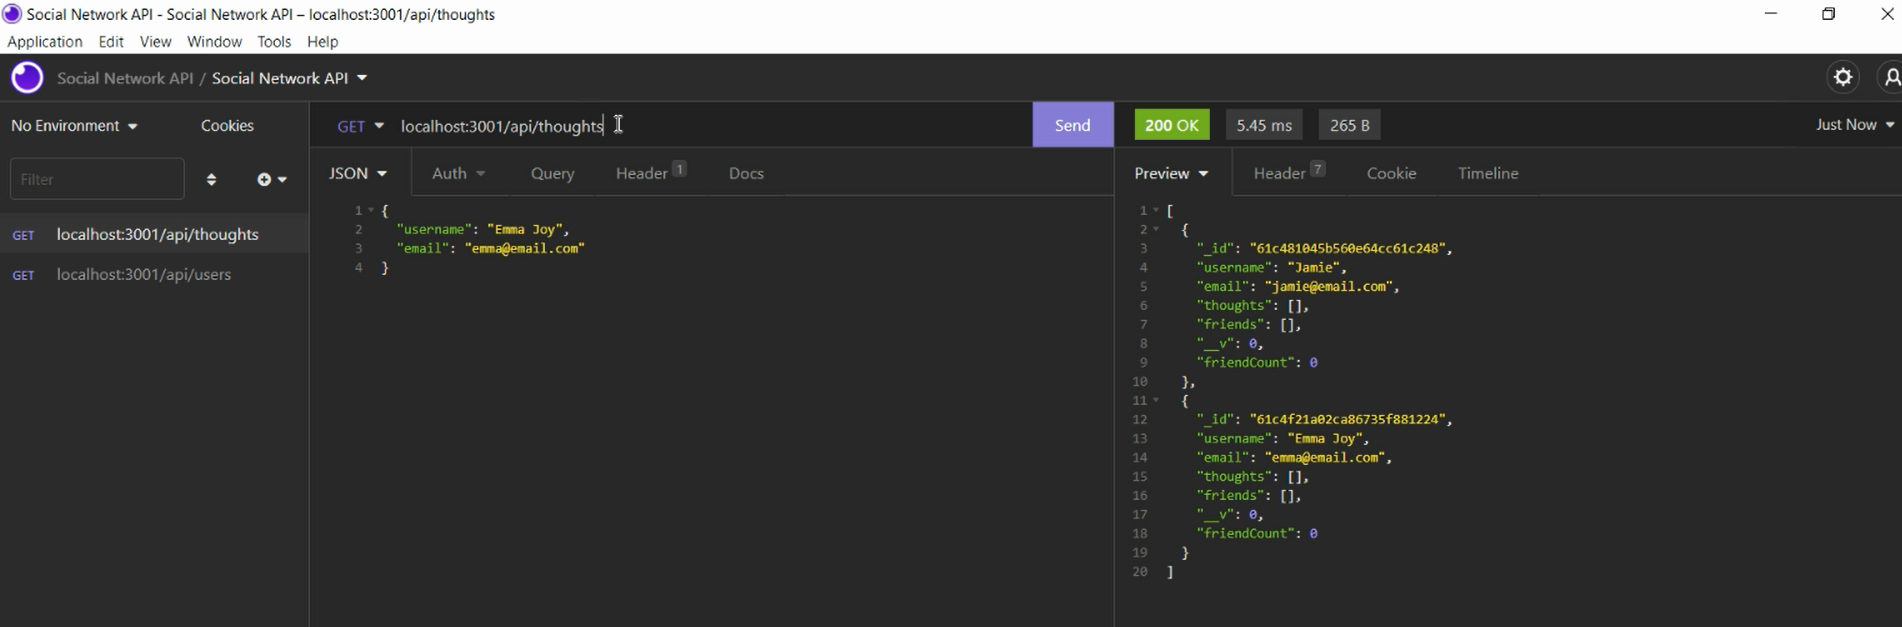 Social Network API - Social Network API – localhost:3001/api/thoughts
Application Edit View Window Tools Help
Social Network API / Social Network API
No Environment Cookies
GET localhost:3001/api/thoughts Send
200 OK 5.45 ms 265 B Just Now
Filter
JSON Auth Query Header 1 Docs
Preview Header 7 Cookie Timeline
GET localhost:3001/api/thoughts
GET localhost:3001/api/users
1 {
2 "username": "Emma Joy",
3 "email": "emma@email.com"
4 }
1 [
2 {
3 "_id": "61c481045b560e64cc61c248",
4 "username": "Jamie",
5 "email": "jamie@email.com",
6 "thoughts": [],
7 "friends": [],
8 "__v": 0,
9 "friendCount": 0
10 },
11 {
12 "_id": "61c4f21a02ca86735f881224",
13 "username": "Emma Joy",
14 "email": "emma@email.com",
15 "thoughts": [],
16 "friends": [],
17 "__v": 0,
18 "friendCount": 0
19 }
20 ]